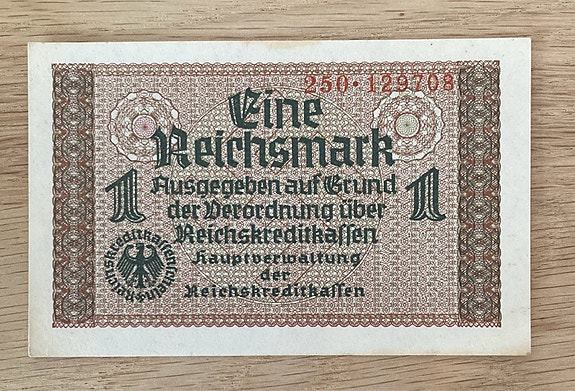 250·129708
Eine
Reichsmark
1 Ausgegeben auf Grund 1
der Verordnung über
Reichskreditkassen
Hauptverwaltung
der
Reichskreditkassen